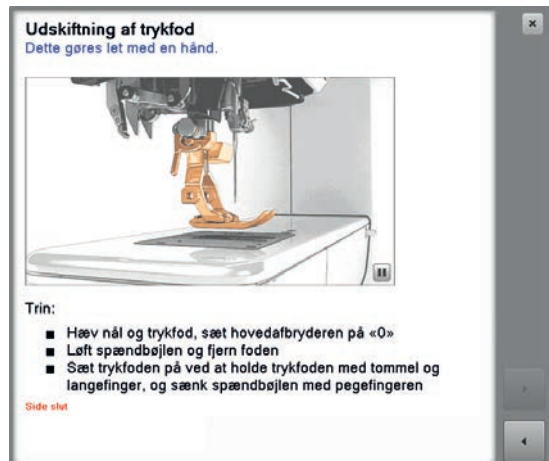 Udskiftning af trykfod
Dette gøres let med en hånd.
Trin:
Hæv nål og trykfod, sæt hovedafbryderen på «0»
Løft spændbøjlen og fjern foden
Sæt trykfoden på ved at holde trykfoden med tommel og
langefinger, og sænk spændbøjlen med pegefingeren
Side slut